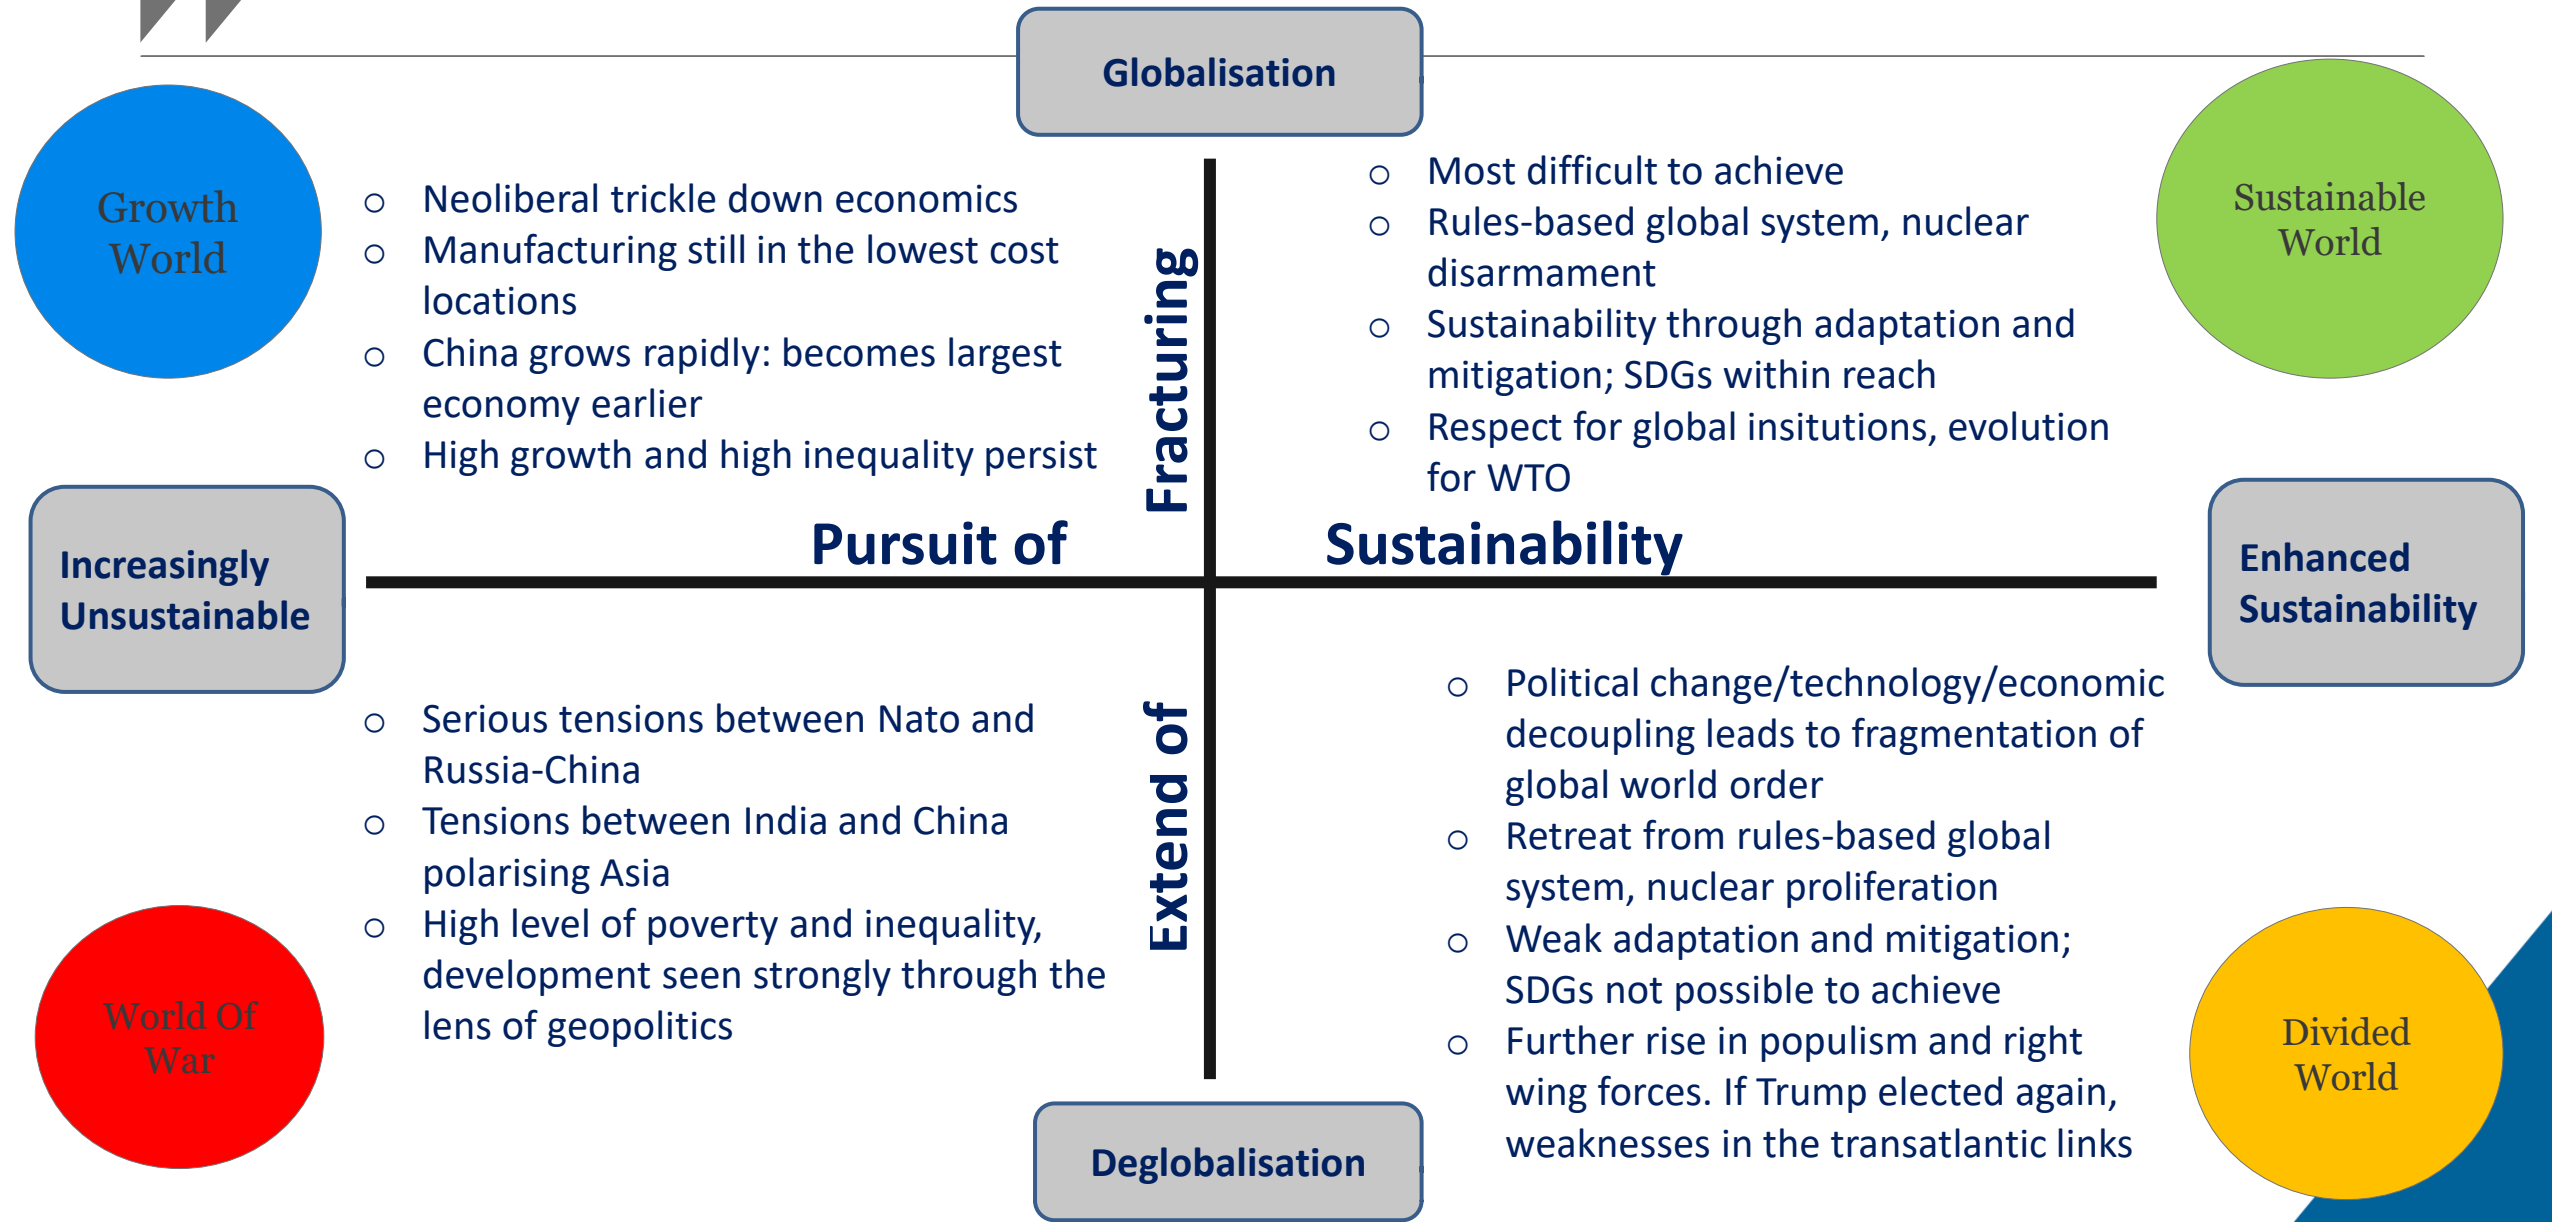 Globalisation
Growth
World
o Neoliberal trickle down economics
o Manufacturing still in the lowest cost
locations
o China grows rapidly: becomes largest
economy earlier
o High growth and high inequality persist
Fracturing
o Most difficult to achieve
o Rules-based global system, nuclear
disarmament
o Sustainability through adaptation and
mitigation; SDGs within reach
o Respect for global insitutions, evolution
for WTO
Sustainable
World
Increasingly
Unsustainable
Pursuit of
Sustainability
Enhanced
Sustainability
o Serious tensions between Nato and
Russia-China
o Tensions between India and China
polarising Asia
o High level of poverty and inequality,
development seen strongly through the
lens of geopolitics
World Of
War
Extend of
o Political change/technology/economic
decoupling leads to fragmentation of
global world order
o Retreat from rules-based global
system, nuclear proliferation
o Weak adaptation and mitigation;
SDGs not possible to achieve
o Further rise in populism and right
wing forces. If Trump elected again,
weaknesses in the transatlantic links
Divided
World
Deglobalisation